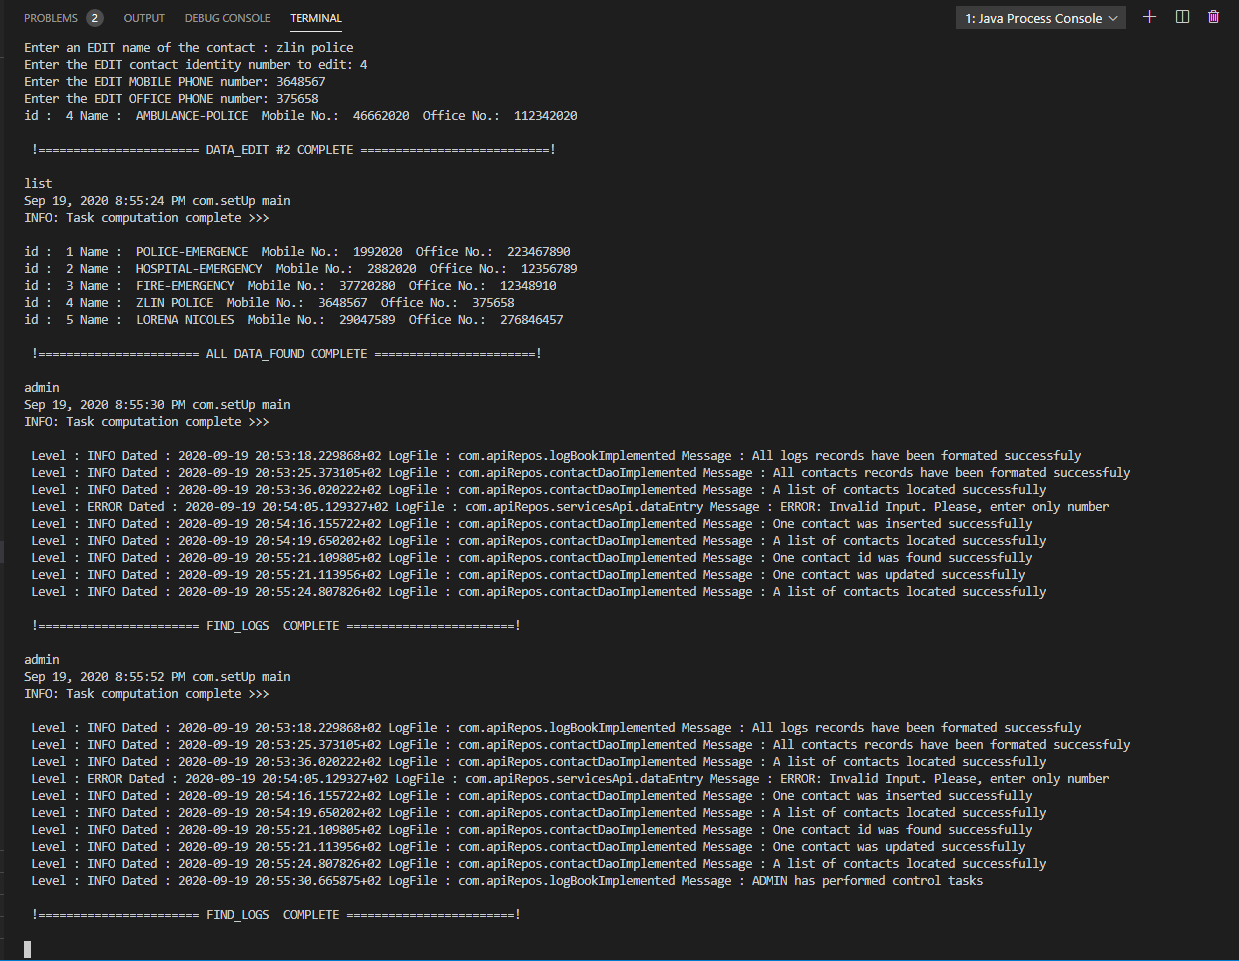 PROBLEMS 2 OUTPUT DEBUG CONSOLE TERMINAL 1: Java Process Console
Enter an EDIT name of the contact : zlin police
Enter the EDIT contact identity number to edit: 4
Enter the EDIT MOBILE PHONE number: 3648567
Enter the EDIT OFFICE PHONE number: 375658
id :  4 Name :  AMBULANCE-POLICE  Mobile No.:  46662020  Office No.:  112342020
!======================= DATA_EDIT #2 COMPLETE ===========================!
list
Sep 19, 2020 8:55:24 PM com.setUp main
INFO: Task computation complete >>>
id :  1 Name :  POLICE-EMERGENCE  Mobile No.:  1992020  Office No.:  223467890
id :  2 Name :  HOSPITAL-EMERGENCY  Mobile No.:  2882020  Office No.:  12356789
id :  3 Name :  FIRE-EMERGENCY  Mobile No.:  37720280  Office No.:  12348910
id :  4 Name :  ZLIN POLICE  Mobile No.:  3648567  Office No.:  375658
id :  5 Name :  LORENA NICOLES  Mobile No.:  29047589  Office No.:  276846457
!======================= ALL DATA_FOUND COMPLETE =======================!
admin
Sep 19, 2020 8:55:30 PM com.setUp main
INFO: Task computation complete >>>
Level : INFO Dated : 2020-09-19 20:53:18.229868+02 LogFile : com.apiRepos.logBookImplemented Message : All logs records have been formated successfuly
Level : INFO Dated : 2020-09-19 20:53:25.373105+02 LogFile : com.apiRepos.contactDaoImplemented Message : All contacts records have been formated successfuly
Level : INFO Dated : 2020-09-19 20:53:36.020222+02 LogFile : com.apiRepos.contactDaoImplemented Message : A list of contacts located successfully
Level : ERROR Dated : 2020-09-19 20:54:05.129327+02 LogFile : com.apiRepos.servicesApi.dataEntry Message : ERROR: Invalid Input. Please, enter only number
Level : INFO Dated : 2020-09-19 20:54:16.155722+02 LogFile : com.apiRepos.contactDaoImplemented Message : One contact was inserted successfully
Level : INFO Dated : 2020-09-19 20:54:19.650202+02 LogFile : com.apiRepos.contactDaoImplemented Message : A list of contacts located successfully
Level : INFO Dated : 2020-09-19 20:55:21.109805+02 LogFile : com.apiRepos.contactDaoImplemented Message : One contact id was found successfully
Level : INFO Dated : 2020-09-19 20:55:21.113956+02 LogFile : com.apiRepos.contactDaoImplemented Message : One contact was updated successfully
Level : INFO Dated : 2020-09-19 20:55:24.807826+02 LogFile : com.apiRepos.contactDaoImplemented Message : A list of contacts located successfully
!======================= FIND_LOGS  COMPLETE ========================!
admin
Sep 19, 2020 8:55:52 PM com.setUp main
INFO: Task computation complete >>>
Level : INFO Dated : 2020-09-19 20:53:18.229868+02 LogFile : com.apiRepos.logBookImplemented Message : All logs records have been formated successfuly
Level : INFO Dated : 2020-09-19 20:53:25.373105+02 LogFile : com.apiRepos.contactDaoImplemented Message : All contacts records have been formated successfuly
Level : INFO Dated : 2020-09-19 20:53:36.020222+02 LogFile : com.apiRepos.contactDaoImplemented Message : A list of contacts located successfully
Level : ERROR Dated : 2020-09-19 20:54:05.129327+02 LogFile : com.apiRepos.servicesApi.dataEntry Message : ERROR: Invalid Input. Please, enter only number
Level : INFO Dated : 2020-09-19 20:54:16.155722+02 LogFile : com.apiRepos.contactDaoImplemented Message : One contact was inserted successfully
Level : INFO Dated : 2020-09-19 20:54:19.650202+02 LogFile : com.apiRepos.contactDaoImplemented Message : A list of contacts located successfully
Level : INFO Dated : 2020-09-19 20:55:21.109805+02 LogFile : com.apiRepos.contactDaoImplemented Message : One contact id was found successfully
Level : INFO Dated : 2020-09-19 20:55:21.113956+02 LogFile : com.apiRepos.contactDaoImplemented Message : One contact was updated successfully
Level : INFO Dated : 2020-09-19 20:55:24.807826+02 LogFile : com.apiRepos.contactDaoImplemented Message : A list of contacts located successfully
Level : INFO Dated : 2020-09-19 20:55:30.665875+02 LogFile : com.apiRepos.logBookImplemented Message : ADMIN has performed control tasks
!======================= FIND_LOGS  COMPLETE ========================!